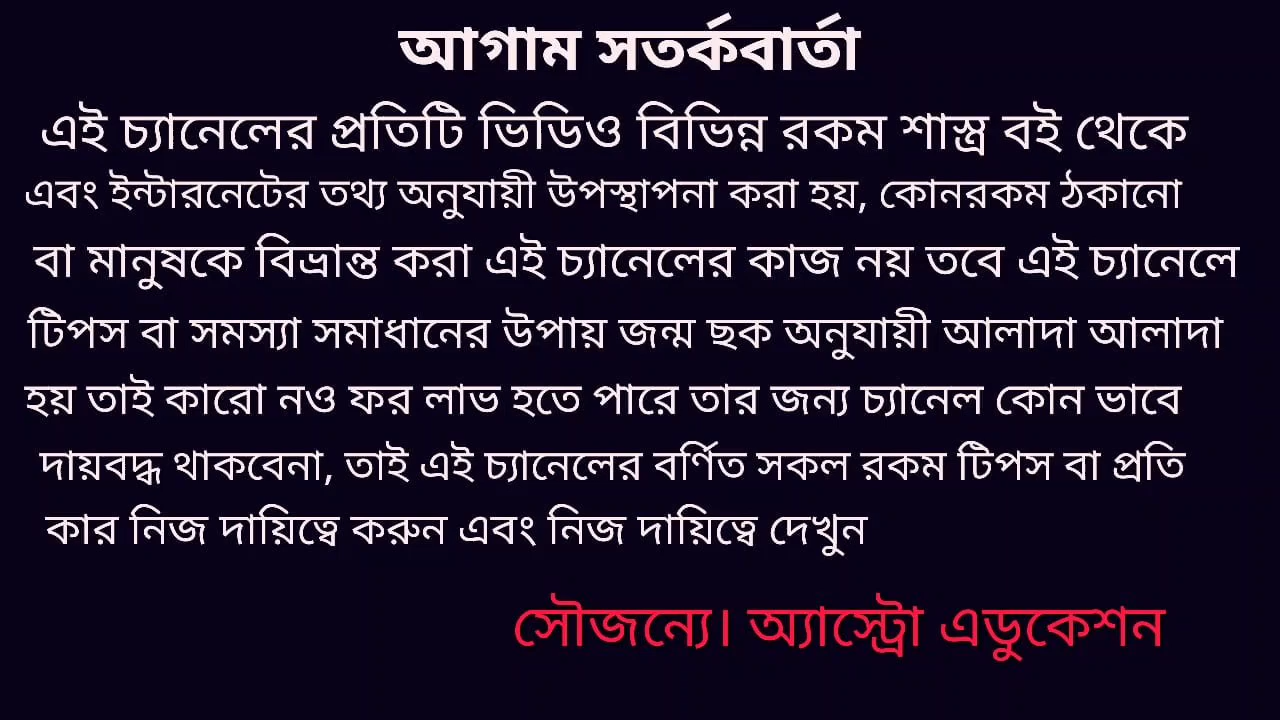 আগাম সতর্কবার্তা
এই চ্যানেলের প্রতিটি ভিডিও বিভিন্ন রকম শাস্ত্র বই থেকে
এবং ইন্টারনেটের তথ্য অনুযায়ী উপস্থাপনা করা হয়, কোনরকম ঠকানো
বা মানুষকে বিভ্রান্ত করা এই চ্যানেলের কাজ নয় তবে এই চ্যানেলে
টিপস বা সমস্যা সমাধানের উপায় জন্ম ছক অনুযায়ী আলাদা আলাদা
হয় তাই কারো নও ফর লাভ হতে পারে তার জন্য চ্যানেল কোন ভাবে
দায়বদ্ধ থাকবেনা, তাই এই চ্যানেলের বর্ণিত সকল রকম টিপস বা প্রতি
কার নিজ দায়িত্বে করুন এবং নিজ দায়িত্বে দেখুন
সৌজন্যে। অ্যাস্ট্রো এডুকেশন